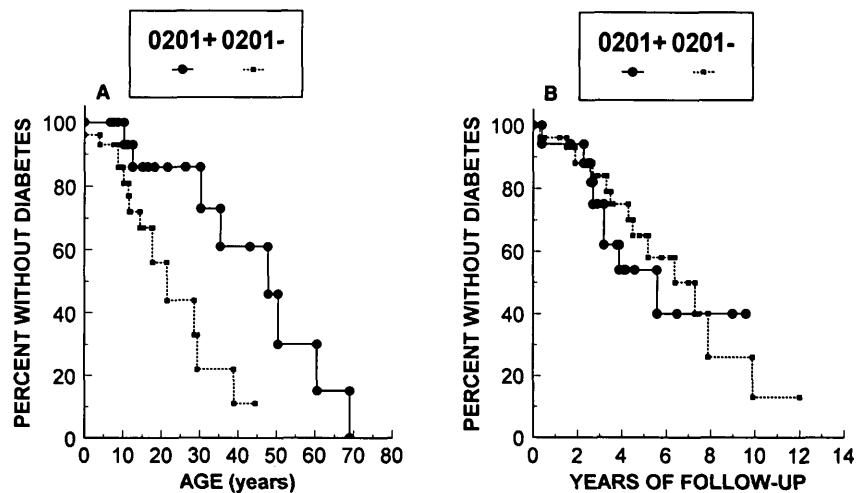 0201+ 0201-
A
PERCENT WITHOUT DIABETES
100
80
60
40
20
0
0 10 20 30 40 50 60 70 80
AGE (years)
0201+ 0201-
B
PERCENT WITHOUT DIABETES
100
80
60
40
20
0
0 2 4 6 8 10 12 14
YEARS OF FOLLOW-UP